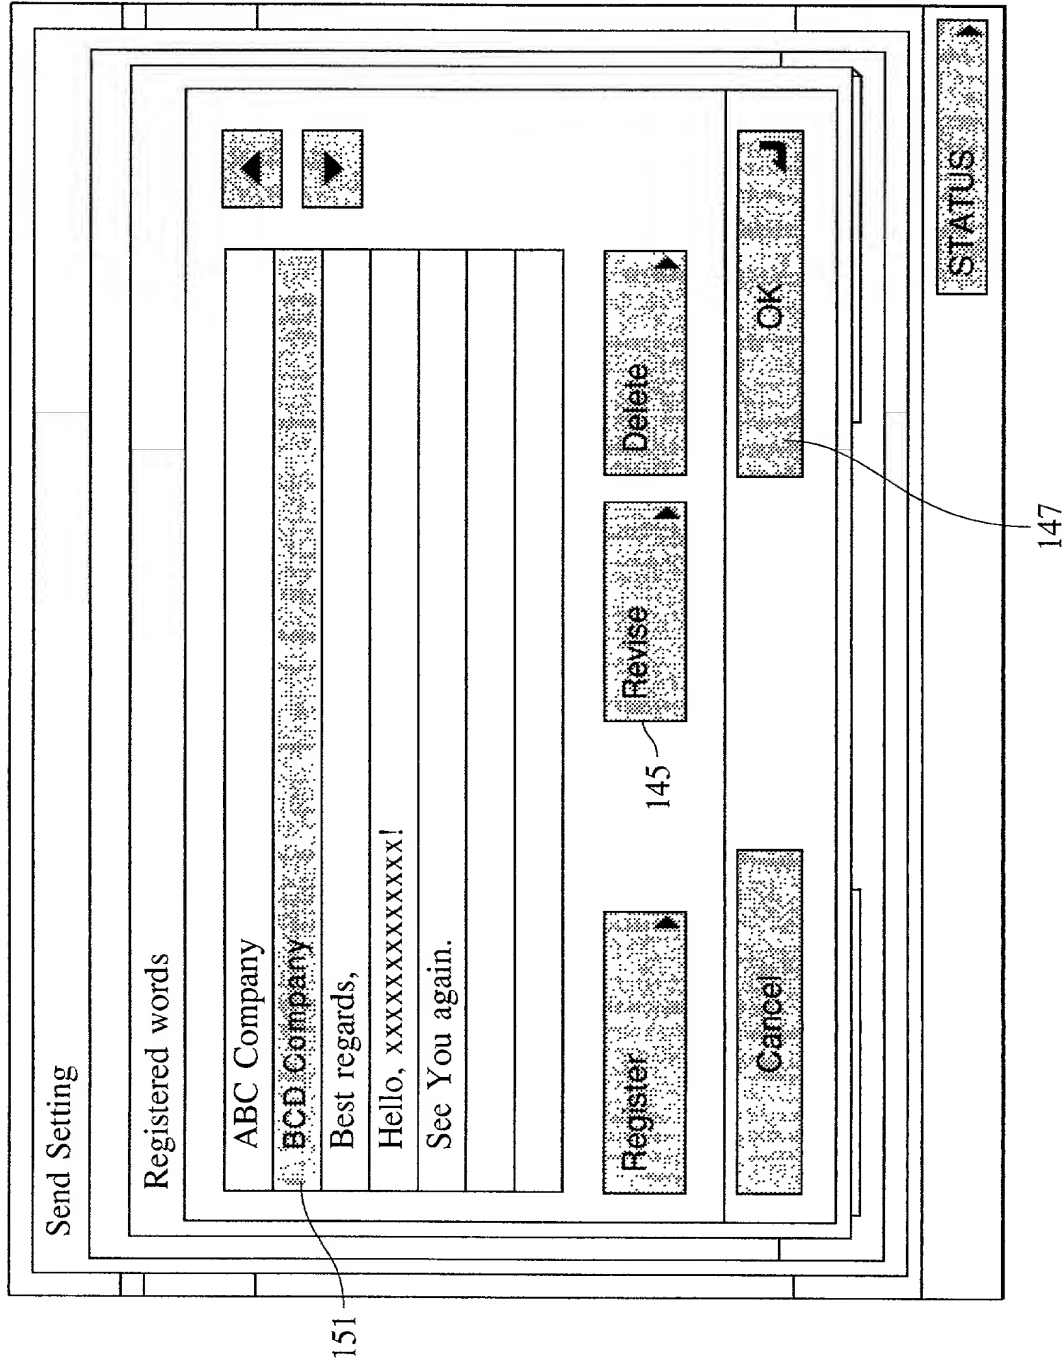 Send Setting
Registered words
ABC Company
BCD Company
Best regards,
Hello, xxxxxxxxxxxxx!
See You again.
Register
Revise
Delete
Cancel
OK
STATUS
151
145
147